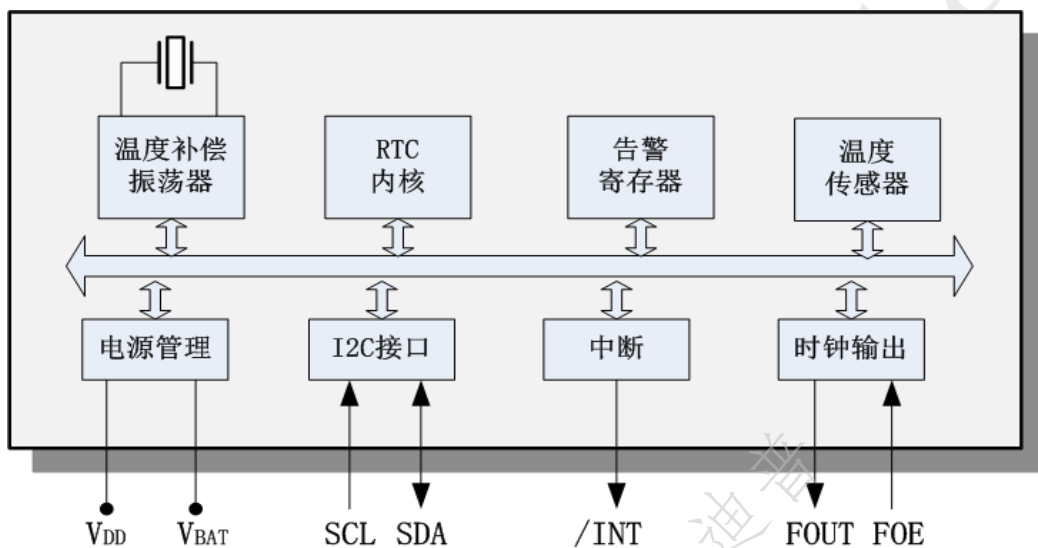 温度补偿
振荡器
RTC
内核
告警
寄存器
温度
传感器
电源管理
I2C接口
中断
时钟输出
VDD
VBAT
SCL
SDA
/INT
FOUT
FOE
迪普